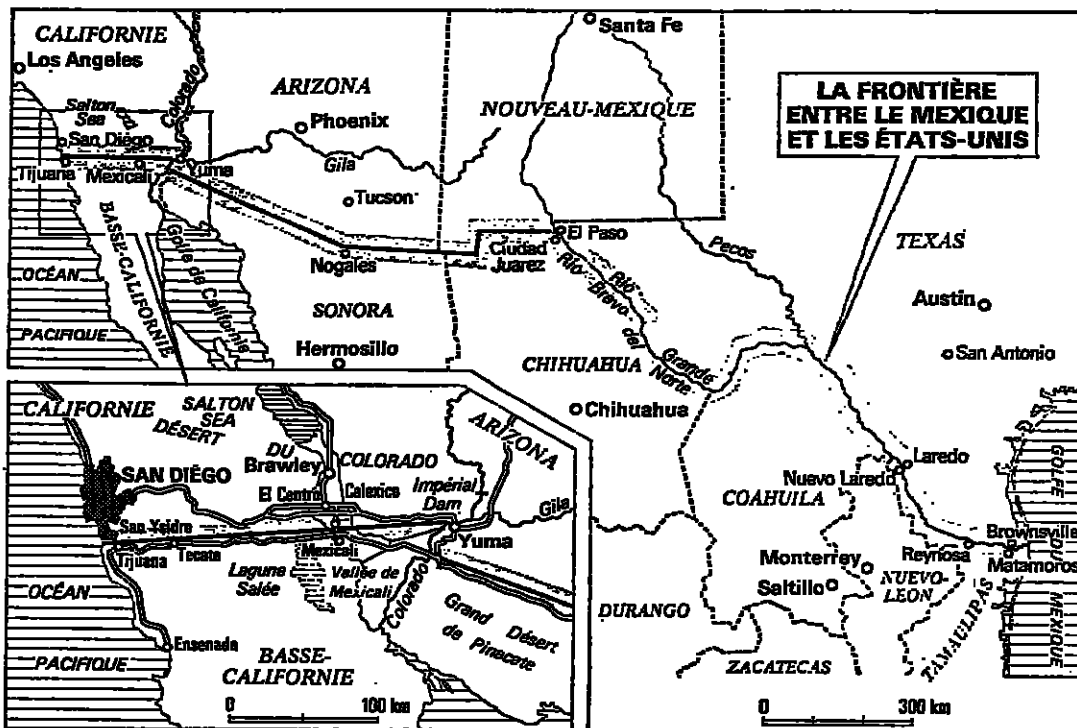 CALIFORNIE
Los Angeles
Salton
Sea
San Diégo
Tijuana
Mexicali
Yuma
Colorado
ARIZONA
Phoenix
Gila
Tucson
Nogales
SONORA
Hermosillo
BASSE-CALIFORNIE
Golfe de Californie
OCÉAN
PACIFIQUE
Santa Fe
NOUVEAU-MEXIQUE
El Paso
Ciudad
Juarez
Río
Bravo del Norte
Río
Grande
Pecos
LA FRONTIÈRE
ENTRE LE MEXIQUE
ET LES ÉTATS-UNIS
TEXAS
Austin
San Antonio
CHIHUAHUA
Chihuahua
Laredo
Nuevo Laredo
COAHUILA
Monterrey
Saltillo
Reynosa
Brownsville
Matamoros
NUEVO-
LEON
TAMAULIPAS
GOLFE
DU
MEXIQUE
DURANGO
ZACATECAS
0 300 km
CALIFORNIE
SALTON
SEA
DÉSERT
DU
COLORADO
ARIZONA
SAN DIÉGO
Brawley
El Centro
Calexico
Impérial
Dam
Gila
San Ysidro
Tijuana
Tecate
Mexicali
Yuma
Lagune
Salée
Vallée de
Mexicali
Colorado
Grand Désert
de Pinacate
OCÉAN
PACIFIQUE
Ensenada
BASSE-
CALIFORNIE
0 100 km